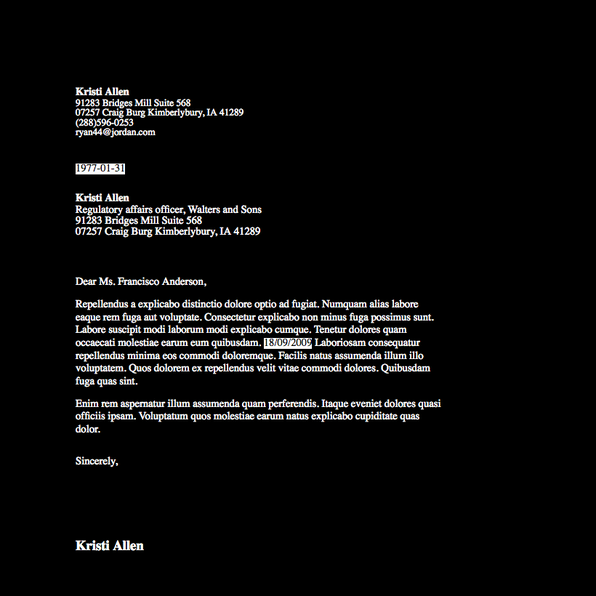 Kristi Allen
91283 Bridges Mill Suite 568
07257 Craig Burg Kimberlybury, IA 41289
(288)596-0253
ryan44@jordan.com
1977-01-31
Kristi Allen
Regulatory affairs officer, Walters and Sons
91283 Bridges Mill Suite 568
07257 Craig Burg Kimberlybury, IA 41289
Dear Ms. Francisco Anderson,
Repellendus a explicabo distinctio dolore optio ad fugiat. Numquam alias labore
eaque rem fuga aut voluptate. Consectetur explicabo non minus fuga possimus sunt.
Labore suscipit modi laborum modi explicabo cumque. Tenetur dolores quam
occaecati molestiae earum eum quibusdam. 18/09/2009 Laboriosam consequatur
repellendus minima eos commodi doloremque. Facilis natus assumenda illum illo
voluptatem. Quos dolorem ex repellendus velit vitae commodi dolores. Quibusdam
fuga quas sint.
Enim rem aspernatur illum assumenda quam perferendis. Itaque eveniet dolores quasi
officiis ipsam. Voluptatum quos molestiae earum natus explicabo cupiditate quas
dolor.
Sincerely,
Kristi Allen